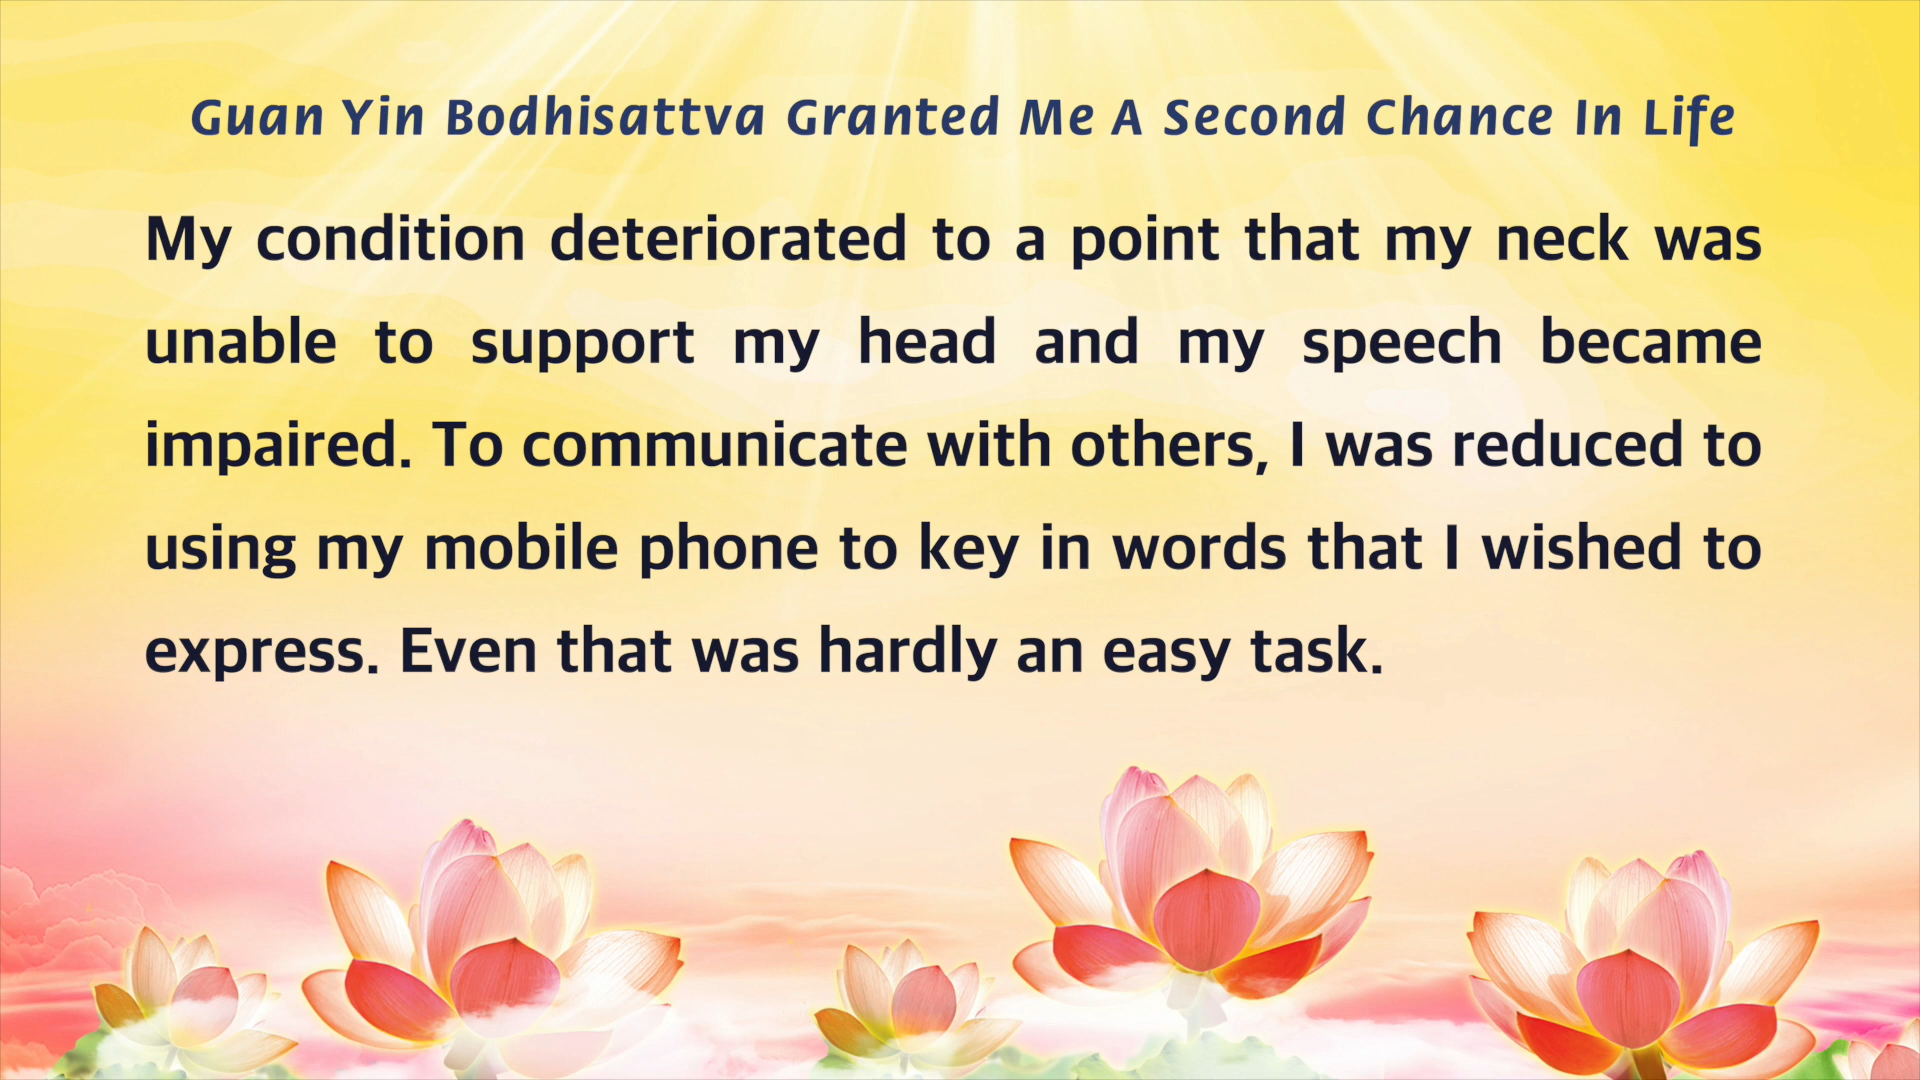 Guan Yin Bodhisattva Granted Me A Second Chance In Life
My condition deteriorated to a point that my neck was
unable to support my head and my speech became
impaired. To communicate with others, I was reduced to
using my mobile phone to key in words that I wished to
express. Even that was hardly an easy task.